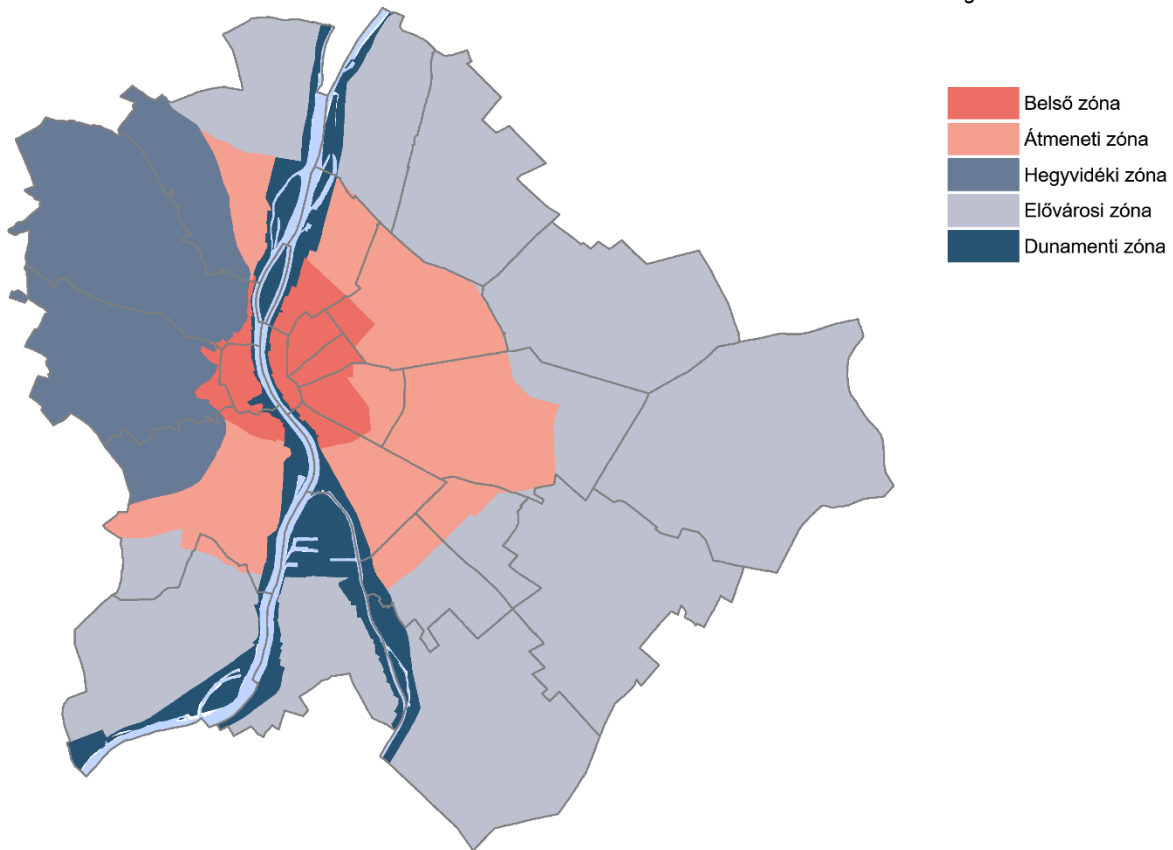 Belső zóna
Átmeneti zóna
Hegyvidéki zóna
Elővárosi zóna
Dunamenti zóna